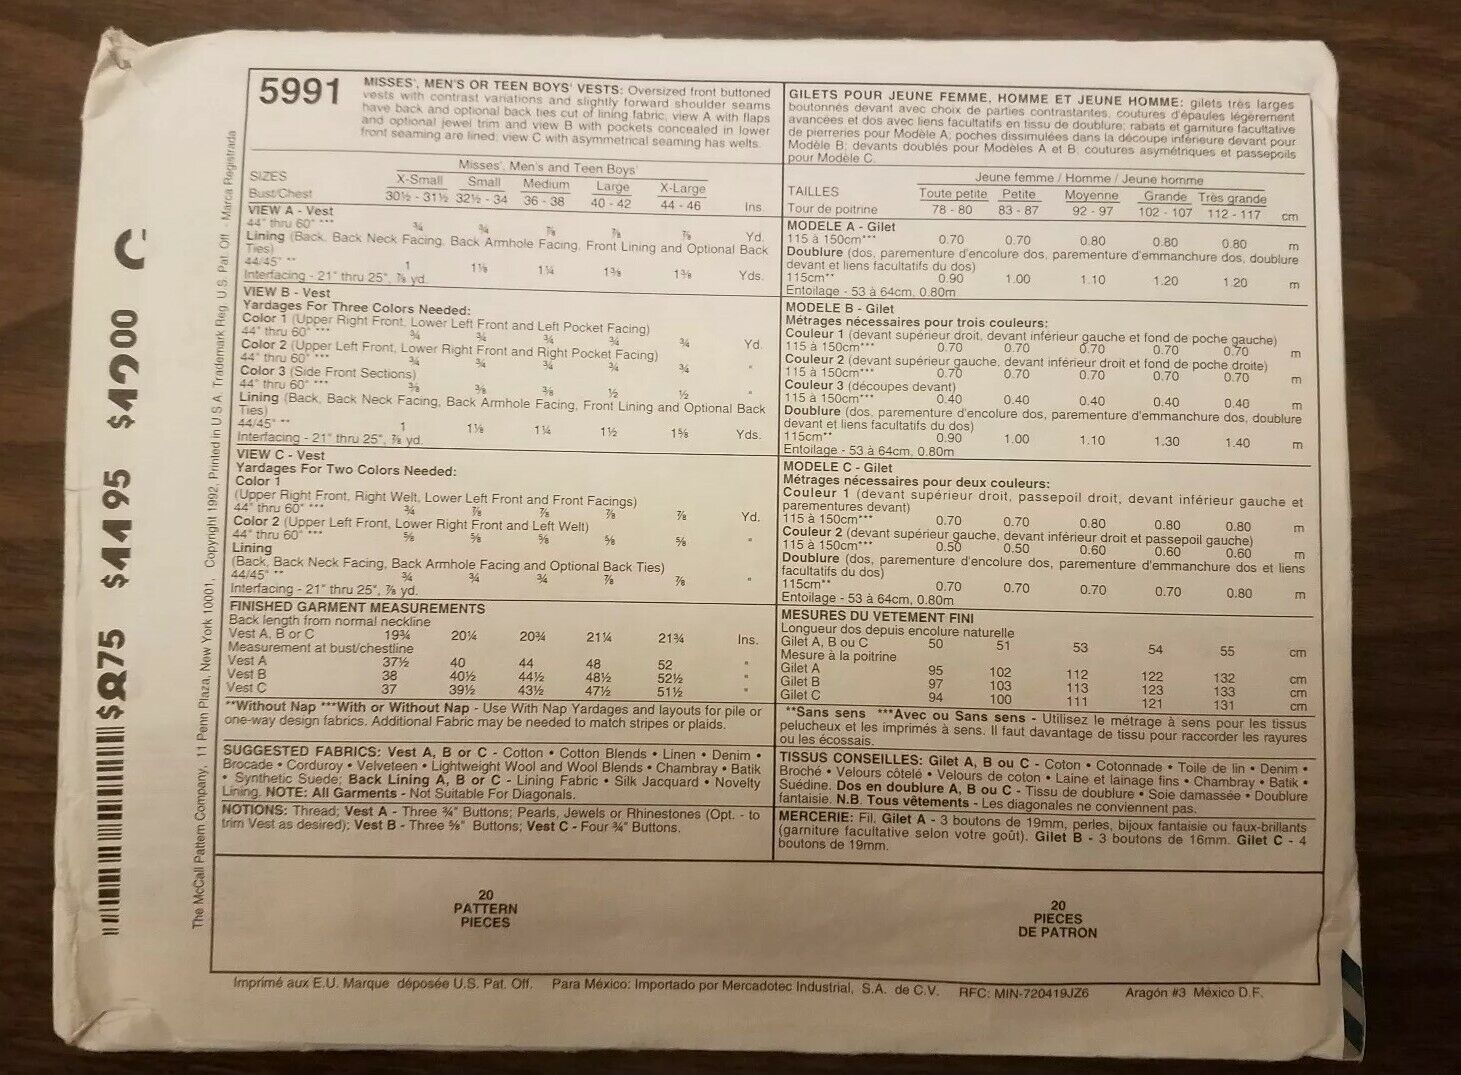 5991
MISSES', MEN'S OR TEEN BOYS' VESTS: Oversized front buttoned
vests with contrast variations and slightly forward shoulder seams
have back and optional back ties cut of lining fabric, view A with flaps
and optional jewel trim and view B with pockets concealed in lower
front seaming are lined; view C with asymmetrical seaming has welts.
Misses', Men's and Teen Boys'
SIZES X-Small Small Medium Large X-Large
Bust/Chest 30½ - 31½ 32½ - 34 36 - 38 40 - 42 44 - 46 Ins.
VIEW A - Vest
44" thru 60" *** ¾ ¾ ⅞ ⅞ ⅞ Yd.
Lining (Back, Back Neck Facing, Back Armhole Facing, Front Lining and Optional Back
Ties)
44/45" ** 1 1⅛ 1¼ 1⅜ 1⅜ Yds.
Interfacing - 21" thru 25", ⅞ yd.
VIEW B - Vest
Yardages For Three Colors Needed:
Color 1 (Upper Right Front, Lower Left Front and Left Pocket Facing)
44" thru 60" *** ¾ ¾ ¾ ¾ ¾ Yd.
Color 2 (Upper Left Front, Lower Right Front and Right Pocket Facing)
44" thru 60" *** ¾ ¾ ¾ ¾ ¾ "
Color 3 (Side Front Sections)
44" thru 60" *** ⅜ ⅜ ⅜ ½ ½ "
Lining (Back, Back Neck Facing, Back Armhole Facing, Front Lining and Optional Back
Ties)
44/45" ** 1 1⅛ 1¼ 1½ 1⅝ Yds.
Interfacing - 21" thru 25", ⅞ yd.
VIEW C - Vest
Yardages For Two Colors Needed:
Color 1
(Upper Right Front, Right Welt, Lower Left Front and Front Facings)
44" thru 60" *** ¾ ⅞ ⅞ ⅞ ⅞ Yd.
Color 2 (Upper Left Front, Lower Right Front and Left Welt)
44" thru 60" *** ⅝ ⅝ ⅝ ⅝ ⅝ "
Lining
(Back, Back Neck Facing, Back Armhole Facing and Optional Back Ties)
44/45" ** ¾ ¾ ¾ ⅞ ⅞ "
Interfacing - 21" thru 25", ⅞ yd.
FINISHED GARMENT MEASUREMENTS
Back length from normal neckline
Vest A, B or C 19¾ 20¼ 20¾ 21¼ 21¾ Ins.
Measurement at bust/chestline
Vest A 37½ 40 44 48 52 "
Vest B 38 40½ 44½ 48½ 52½ "
Vest C 37 39½ 43½ 47½ 51½ "
**Without Nap ***With or Without Nap - Use With Nap Yardages and layouts for pile or
one-way design fabrics. Additional Fabric may be needed to match stripes or plaids.
SUGGESTED FABRICS: Vest A, B or C - Cotton • Cotton Blends • Linen • Denim •
Brocade • Corduroy • Velveteen • Lightweight Wool and Wool Blends • Chambray • Batik
• Synthetic Suede; Back Lining A, B or C - Lining Fabric • Silk Jacquard • Novelty
Lining. NOTE: All Garments - Not Suitable For Diagonals.
NOTIONS: Thread; Vest A - Three ¾" Buttons; Pearls, Jewels or Rhinestones (Opt. - to
trim Vest as desired); Vest B - Three ⅝" Buttons; Vest C - Four ¾" Buttons.
20
PATTERN
PIECES
GILETS POUR JEUNE FEMME, HOMME ET JEUNE HOMME: gilets très larges
boutonnés devant avec choix de parties contrastantes, coutures d'épaules légèrement
avancées et dos avec liens facultatifs en tissu de doublure; rabats et garniture facultative
de pierreries pour Modèle A; poches dissimulées dans la découpe inférieure devant pour
Modèle B; devants doublés pour Modèles A et B, coutures asymétriques et passepoils
pour Modèle C.
Jeune femme / Homme / Jeune homme
TAILLES Toute petite Petite Moyenne Grande Très grande
Tour de poitrine 78 - 80 83 - 87 92 - 97 102 - 107 112 - 117 cm
MODELE A - Gilet
115 à 150cm*** 0.70 0.70 0.80 0.80 0.80 m
Doublure (dos, parementure d'encolure dos, parementure d'emmanchure dos, doublure
devant et liens facultatifs du dos)
115cm** 0.90 1.00 1.10 1.20 1.20 m
Entoilage - 53 à 64cm, 0.80m
MODELE B - Gilet
Métrages nécessaires pour trois couleurs:
Couleur 1 (devant supérieur droit, devant inférieur gauche et fond de poche gauche)
115 à 150cm*** 0.70 0.70 0.70 0.70 0.70 m
Couleur 2 (devant supérieur gauche, devant inférieur droit et fond de poche droite)
115 à 150cm*** 0.70 0.70 0.70 0.70 0.70 m
Couleur 3 (découpes devant)
115 à 150cm*** 0.40 0.40 0.40 0.40 0.40 m
Doublure (dos, parementure d'encolure dos, parementure d'emmanchure dos, doublure
devant et liens facultatifs du dos)
115cm** 0.90 1.00 1.10 1.30 1.40 m
Entoilage - 53 à 64cm, 0.80m
MODELE C - Gilet
Métrages nécessaires pour deux couleurs:
Couleur 1 (devant supérieur droit, passepoil droit, devant inférieur gauche et
parementures devant)
115 à 150cm*** 0.70 0.70 0.80 0.80 0.80 m
Couleur 2 (devant supérieur gauche, devant inférieur droit et passepoil gauche)
115 à 150cm*** 0.50 0.50 0.60 0.60 0.60 m
Doublure (dos, parementure d'encolure dos, parementure d'emmanchure dos et liens
facultatifs du dos)
115cm** 0.70 0.70 0.70 0.70 0.80 m
Entoilage - 53 à 64cm, 0.80m
MESURES DU VETEMENT FINI
Longueur dos depuis encolure naturelle
Gilet A, B ou C 50 51 53 54 55 cm
Mesure à la poitrine
Gilet A 95 102 112 122 132 cm
Gilet B 97 103 113 123 133 cm
Gilet C 94 100 111 121 131 cm
**Sans sens ***Avec ou Sans sens - Utilisez le métrage à sens pour les tissus
pelucheux et les imprimés à sens. Il faut davantage de tissu pour raccorder les rayures
ou les écossais.
TISSUS CONSEILLES: Gilet A, B ou C - Coton • Cotonnade • Toile de lin • Denim •
Broché • Velours côtelé • Velours de coton • Laine et lainage fins • Chambray • Batik •
Suédine. Dos en doublure A, B ou C - Tissu de doublure • Soie damassée • Doublure
fantaisie. N.B. Tous vêtements - Les diagonales ne conviennent pas.
MERCERIE: Fil. Gilet A - 3 boutons de 19mm, perles, bijoux fantaisie ou faux-brillants
(garniture facultative selon votre goût). Gilet B - 3 boutons de 16mm. Gilet C - 4
boutons de 19mm.
20
PIECES
DE PATRON
Imprimé aux E.U. Marque déposée U.S. Pat. Off. Para México: Importado por Mercadotec Industrial, S.A. de C.V. RFC: MIN-720419JZ6 Aragón #3 México D.F.
The McCall Pattern Company, 11 Penn Plaza, New York 10001, Copyright 1992, Printed in U.S.A. Trademark Reg. U.S. Pat. Off. - Marca Registrada
$875 $1195 $1200 C